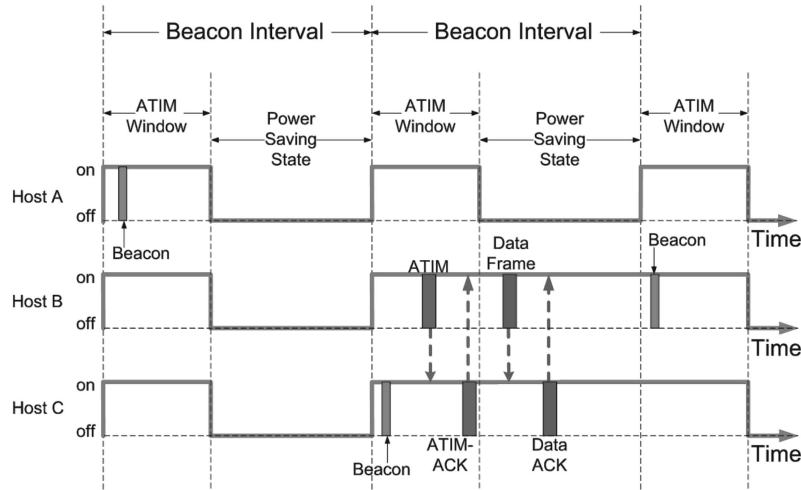 Beacon Interval
Beacon Interval
ATIM
Window
Power
Saving
State
ATIM
Window
Power
Saving
State
ATIM
Window
on
Host A
off
Beacon
Time
ATIM
Data
Frame
Beacon
on
Host B
off
Time
on
Host C
off
Beacon
ATIM-
ACK
Data
ACK
Time